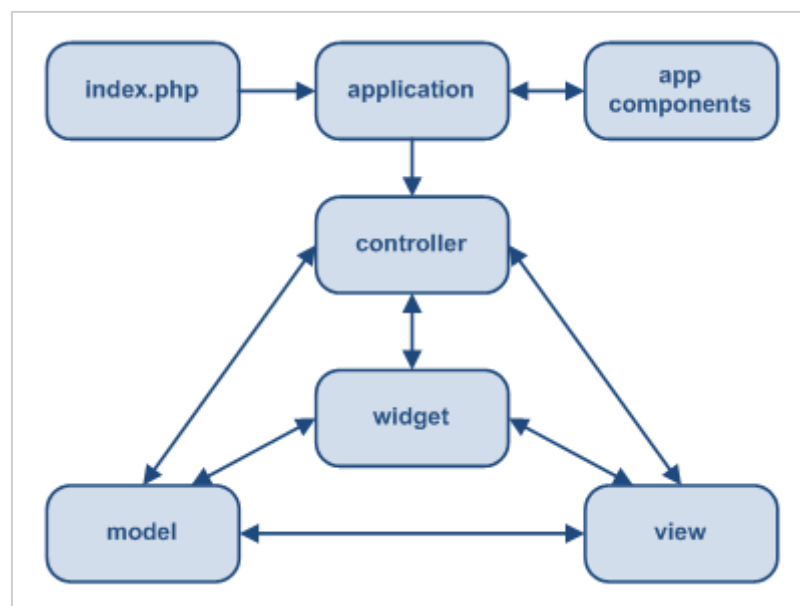 index.php
application
app
components
controller
widget
model
view